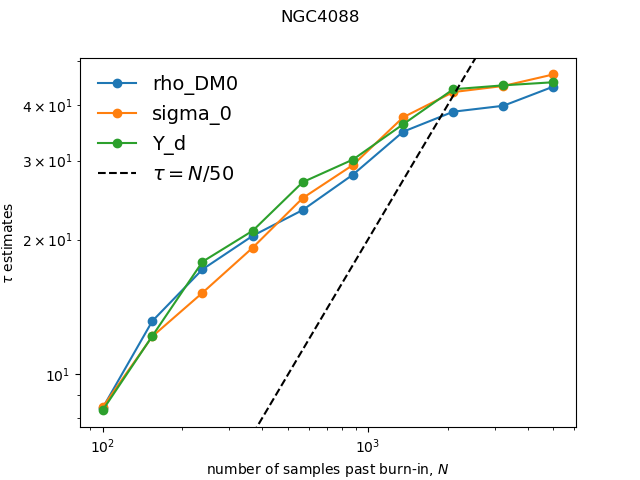 NGC4088
rho_DM0
sigma_0
Y_d
τ = N/50
τ estimates
4 × 10¹
3 × 10¹
2 × 10¹
10¹
10²
10³
number of samples past burn-in, N